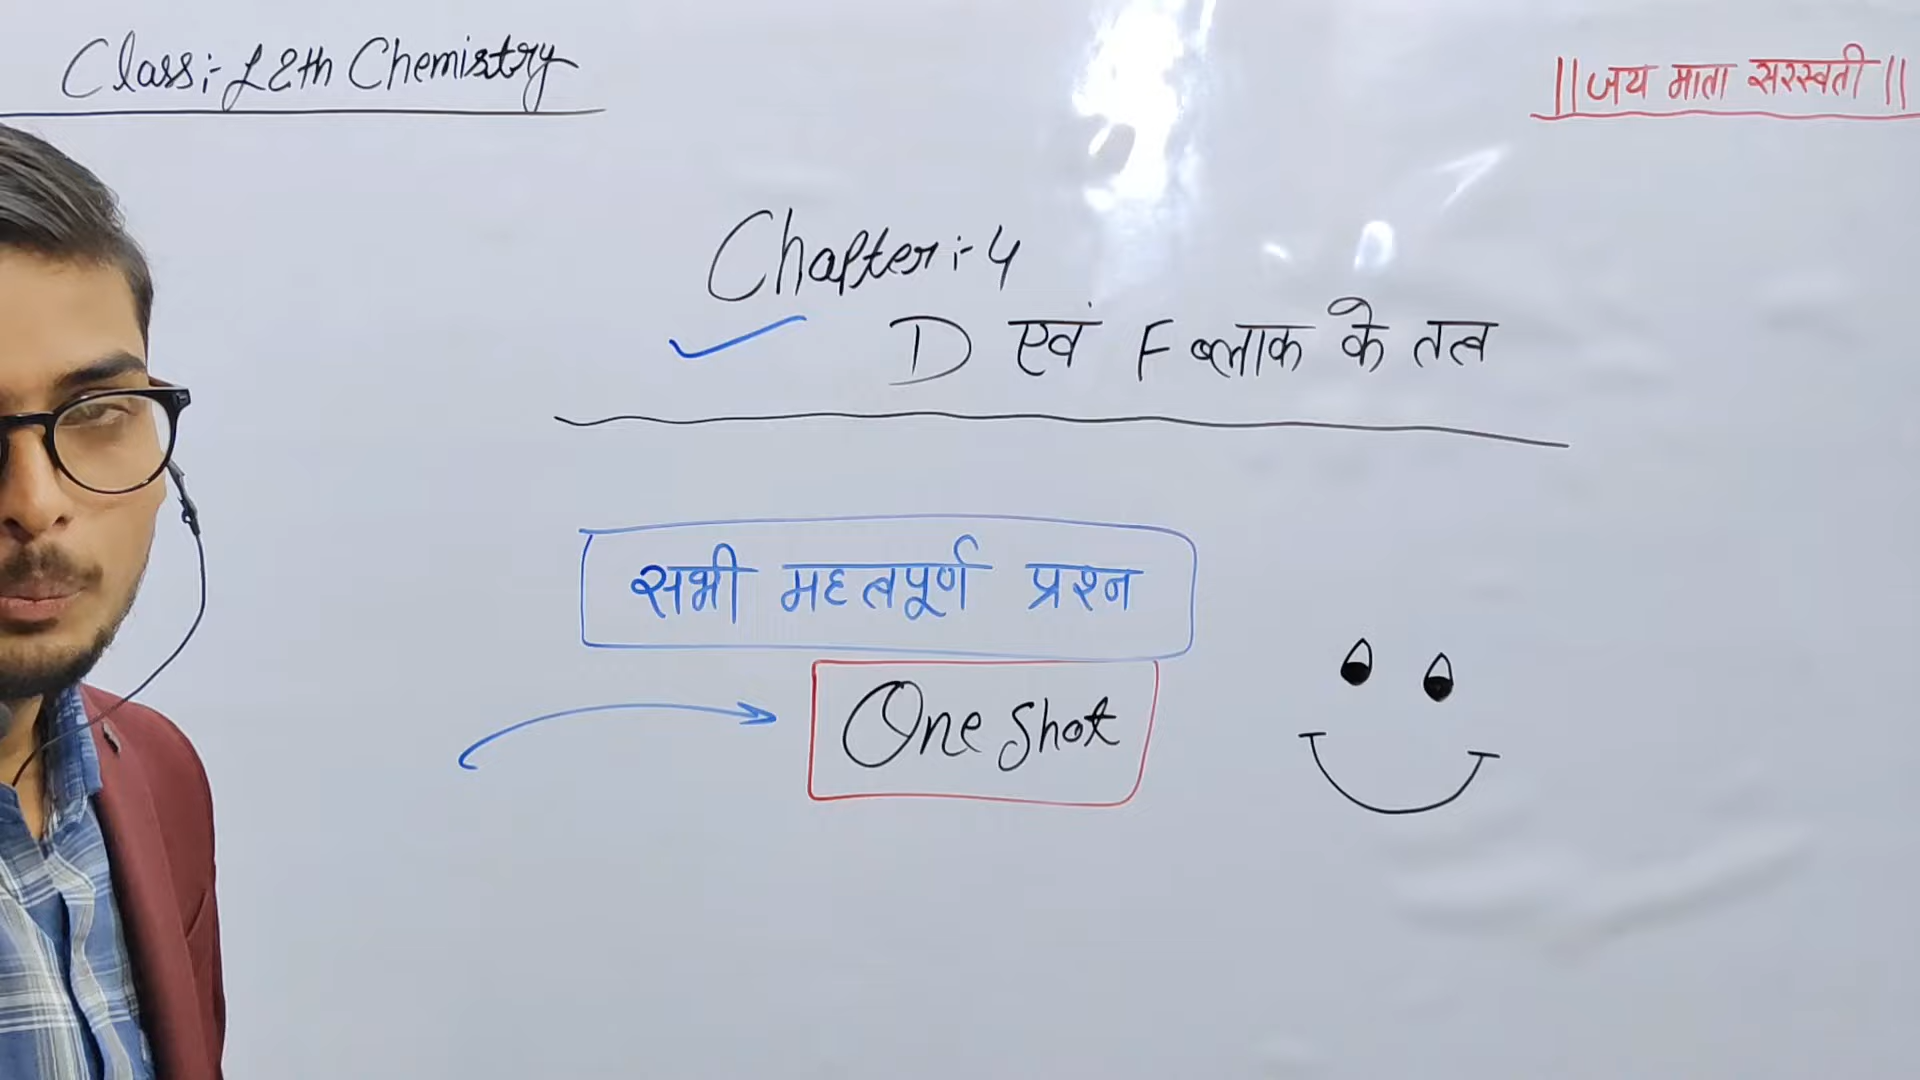 Class:- 12th Chemistry
||जय माता सरस्वती||
Chapter:- 4
D एवं F ब्लाक के तत्व
सभी महत्वपूर्ण प्रश्न
One Shot